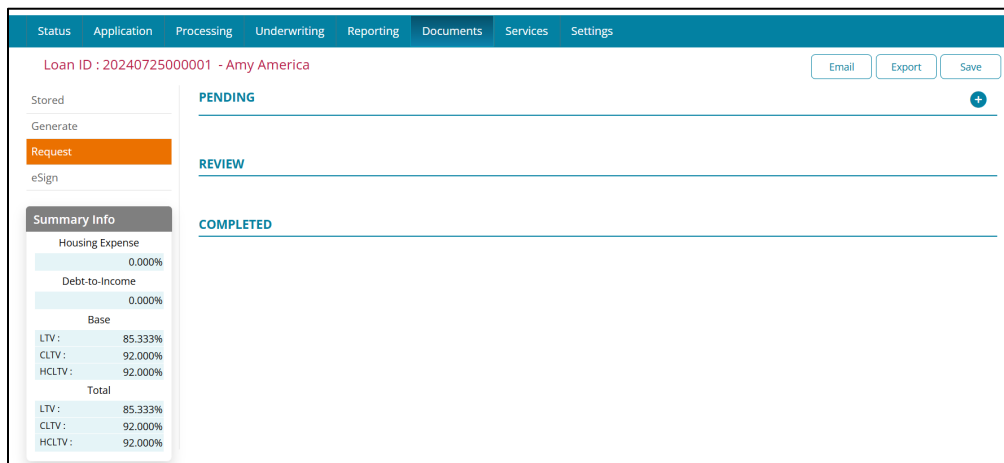 Status Application Processing Underwriting Reporting Documents Services Settings
Loan ID : 20240725000001 - Amy America
Email Export Save
Stored
Generate
Request
eSign
PENDING
REVIEW
COMPLETED
Summary Info
Housing Expense
0.000%
Debt-to-Income
0.000%
Base
LTV : 85.333%
CLTV : 92.000%
HCLTV : 92.000%
Total
LTV : 85.333%
CLTV : 92.000%
HCLTV : 92.000%